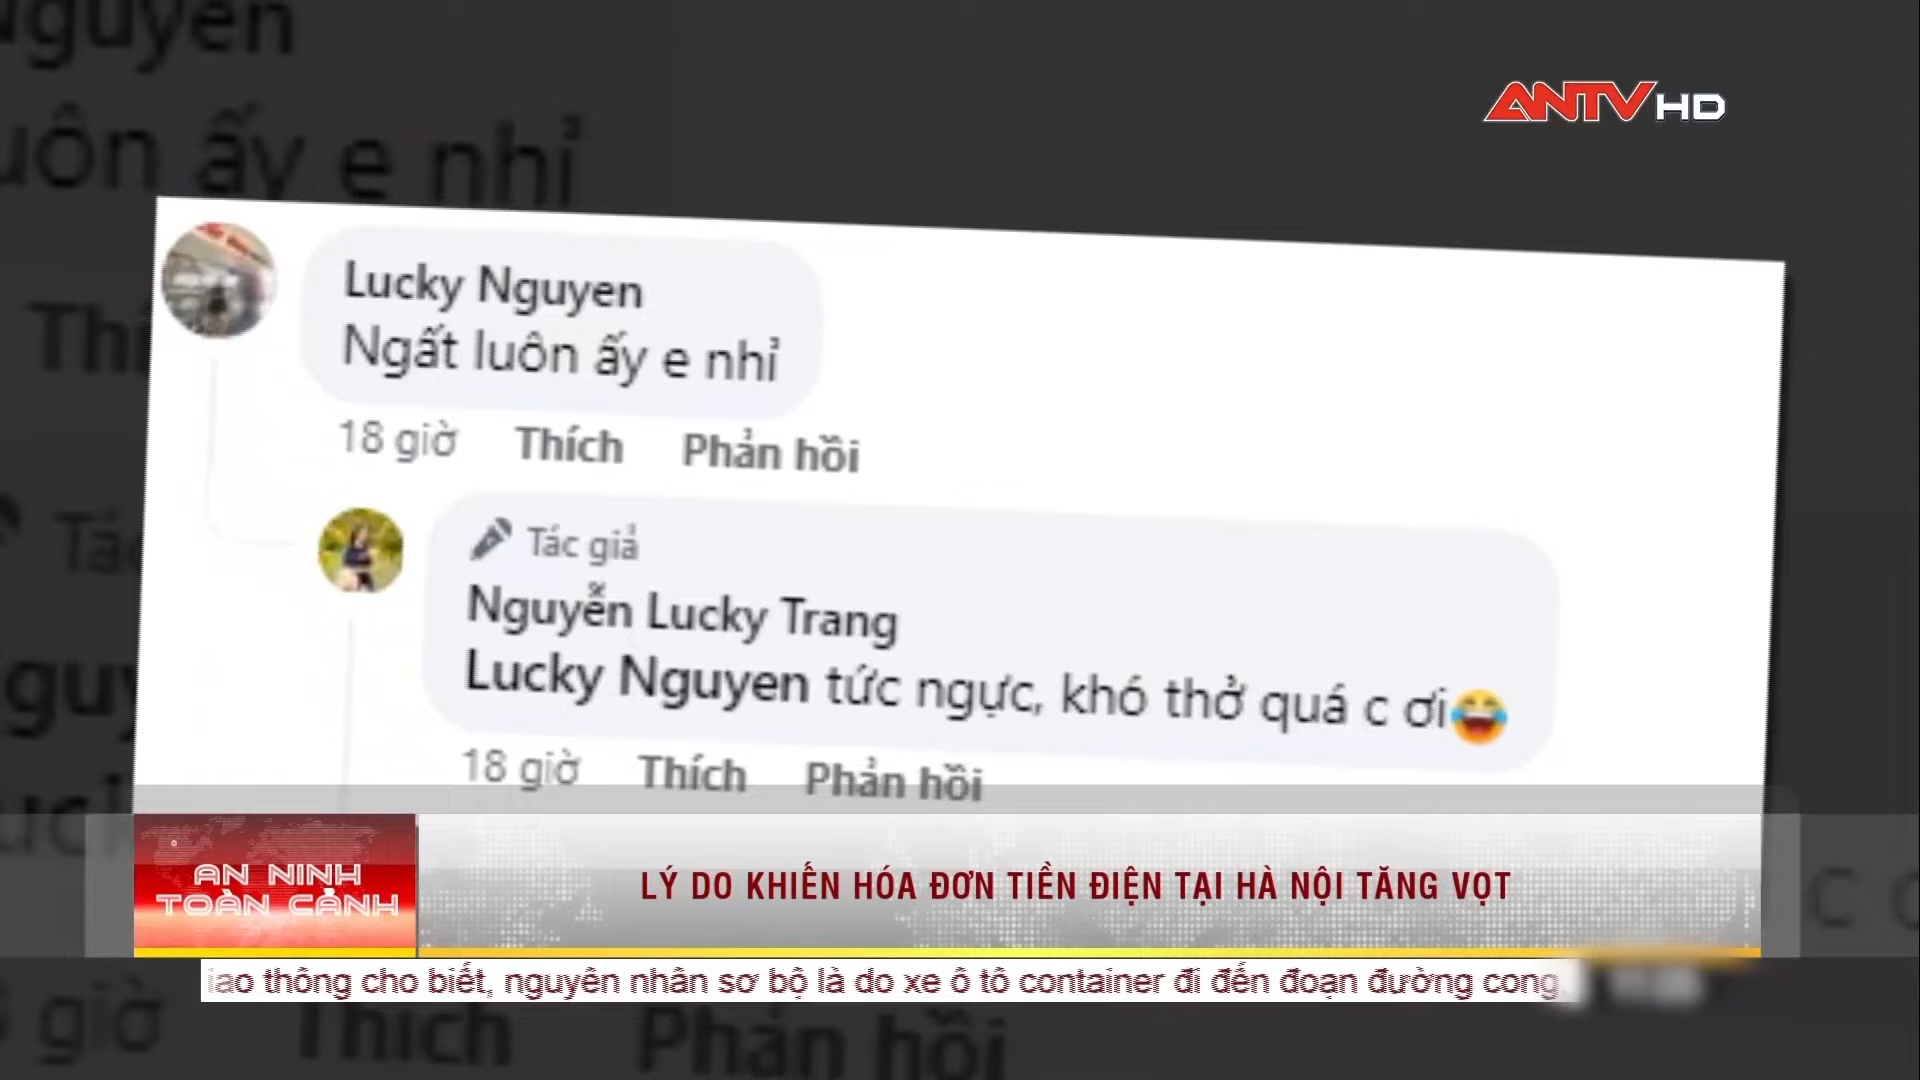 ANTV HD
Lucky Nguyen
Ngất luôn ấy e nhỉ
18 giờ Thích Phản hồi
Tác giả
Nguyễn Lucky Trang
Lucky Nguyen tức ngực, khó thở quá c ơi😂
18 giờ Thích Phản hồi
AN NINH
TOÀN CẢNH
LÝ DO KHIẾN HÓA ĐƠN TIỀN ĐIỆN TẠI HÀ NỘI TĂNG VỌT
iao thông cho biết, nguyên nhân sơ bộ là do xe ô tô container đi đến đoạn đường cong,